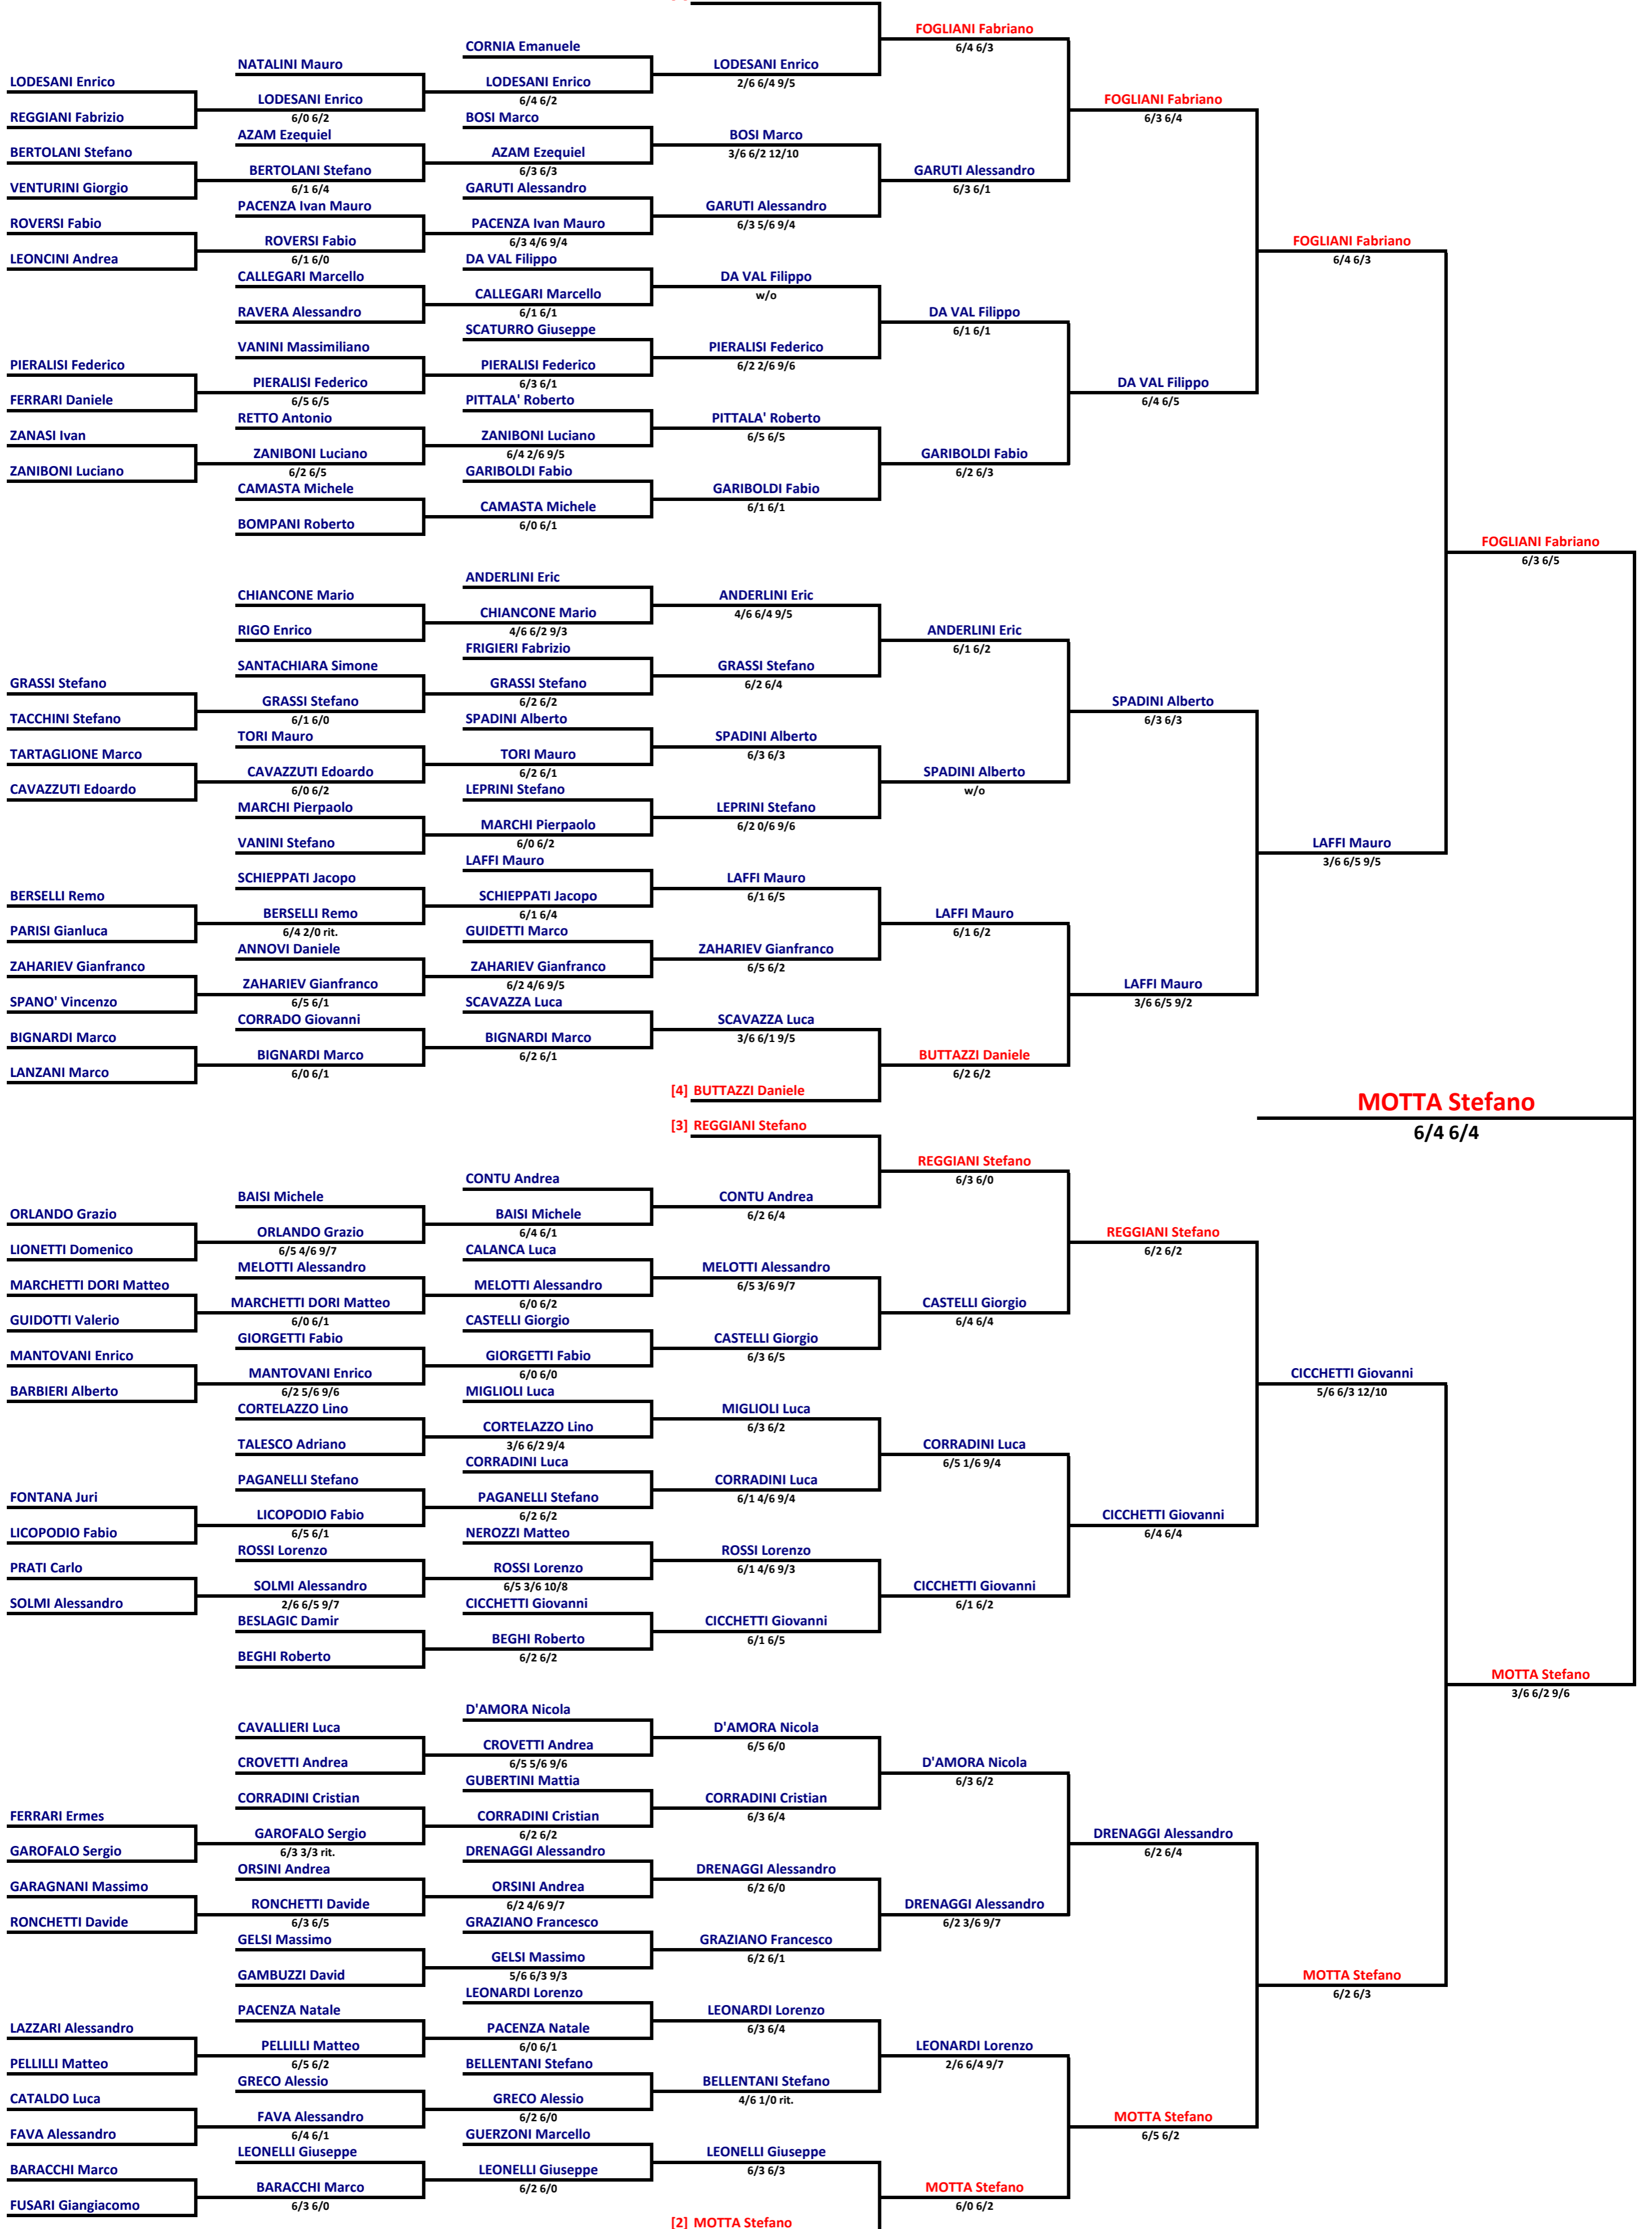 FOGLIANI Fabriano
6/4 6/3
CORNIA Emanuele
NATALINI Mauro
LODESANI Enrico
2/6 6/4 9/5
LODESANI Enrico
LODESANI Enrico
6/4 6/2
LODESANI Enrico
6/0 6/2
FOGLIANI Fabriano
6/3 6/4
REGGIANI Fabrizio
BOSI Marco
AZAM Ezequiel
BOSI Marco
3/6 6/2 12/10
BERTOLANI Stefano
AZAM Ezequiel
6/3 6/3
BERTOLANI Stefano
6/1 6/4
GARUTI Alessandro
6/3 6/1
VENTURINI Giorgio
GARUTI Alessandro
PACENZA Ivan Mauro
GARUTI Alessandro
6/3 5/6 9/4
ROVERSI Fabio
PACENZA Ivan Mauro
6/3 4/6 9/4
ROVERSI Fabio
6/1 6/0
FOGLIANI Fabriano
6/4 6/3
LEONCINI Andrea
DA VAL Filippo
CALLEGARI Marcello
DA VAL Filippo
w/o
CALLEGARI Marcello
6/1 6/1
RAVERA Alessandro
DA VAL Filippo
6/1 6/1
SCATURRO Giuseppe
VANINI Massimiliano
PIERALISI Federico
6/2 2/6 9/6
PIERALISI Federico
PIERALISI Federico
6/3 6/1
PIERALISI Federico
6/5 6/5
DA VAL Filippo
6/4 6/5
FERRARI Daniele
PITTALA' Roberto
RETTO Antonio
PITTALA' Roberto
6/5 6/5
ZANASI Ivan
ZANIBONI Luciano
6/4 2/6 9/5
ZANIBONI Luciano
6/2 6/5
GARIBOLDI Fabio
6/2 6/3
ZANIBONI Luciano
GARIBOLDI Fabio
CAMASTA Michele
GARIBOLDI Fabio
6/1 6/1
CAMASTA Michele
6/0 6/1
BOMPANI Roberto
FOGLIANI Fabriano
6/3 6/5
ANDERLINI Eric
CHIANCONE Mario
ANDERLINI Eric
4/6 6/4 9/5
CHIANCONE Mario
4/6 6/2 9/3
RIGO Enrico
ANDERLINI Eric
6/1 6/2
FRIGIERI Fabrizio
SANTACHIARA Simone
GRASSI Stefano
6/2 6/4
GRASSI Stefano
GRASSI Stefano
6/2 6/2
GRASSI Stefano
6/1 6/0
SPADINI Alberto
6/3 6/3
TACCHINI Stefano
SPADINI Alberto
TORI Mauro
SPADINI Alberto
6/3 6/3
TARTAGLIONE Marco
TORI Mauro
6/2 6/1
CAVAZZUTI Edoardo
6/0 6/2
SPADINI Alberto
w/o
CAVAZZUTI Edoardo
LEPRINI Stefano
MARCHI Pierpaolo
LEPRINI Stefano
6/2 0/6 9/6
MARCHI Pierpaolo
6/0 6/2
VANINI Stefano
LAFFI Mauro
3/6 6/5 9/5
LAFFI Mauro
SCHIEPPATI Jacopo
LAFFI Mauro
6/1 6/5
BERSELLI Remo
SCHIEPPATI Jacopo
6/1 6/4
BERSELLI Remo
6/4 2/0 rit.
LAFFI Mauro
6/1 6/2
PARISI Gianluca
GUIDETTI Marco
ANNOVI Daniele
ZAHARIEV Gianfranco
6/5 6/2
ZAHARIEV Gianfranco
ZAHARIEV Gianfranco
6/2 4/6 9/5
ZAHARIEV Gianfranco
6/5 6/1
LAFFI Mauro
3/6 6/5 9/2
SPANO' Vincenzo
SCAVAZZA Luca
CORRADO Giovanni
SCAVAZZA Luca
3/6 6/1 9/5
BIGNARDI Marco
BIGNARDI Marco
6/2 6/1
BIGNARDI Marco
6/0 6/1
BUTTAZZI Daniele
6/2 6/2
LANZANI Marco
[4] BUTTAZZI Daniele
MOTTA Stefano
6/4 6/4
[3] REGGIANI Stefano
REGGIANI Stefano
6/3 6/0
CONTU Andrea
BAISI Michele
CONTU Andrea
6/2 6/4
ORLANDO Grazio
BAISI Michele
6/4 6/1
ORLANDO Grazio
6/5 4/6 9/7
REGGIANI Stefano
6/2 6/2
LIONETTI Domenico
CALANCA Luca
MELOTTI Alessandro
MELOTTI Alessandro
6/5 3/6 9/7
MARCHETTI DORI Matteo
MELOTTI Alessandro
6/0 6/2
MARCHETTI DORI Matteo
6/0 6/1
CASTELLI Giorgio
6/4 6/4
GUIDOTTI Valerio
CASTELLI Giorgio
GIORGETTI Fabio
CASTELLI Giorgio
6/3 6/5
MANTOVANI Enrico
GIORGETTI Fabio
6/0 6/0
MANTOVANI Enrico
6/2 5/6 9/6
CICCHETTI Giovanni
5/6 6/3 12/10
BARBIERI Alberto
MIGLIOLI Luca
CORTELAZZO Lino
MIGLIOLI Luca
6/3 6/2
CORTELAZZO Lino
3/6 6/2 9/4
TALESCO Adriano
CORRADINI Luca
6/5 1/6 9/4
CORRADINI Luca
PAGANELLI Stefano
CORRADINI Luca
6/1 4/6 9/4
FONTANA Juri
PAGANELLI Stefano
6/2 6/2
LICOPODIO Fabio
6/5 6/1
CICCHETTI Giovanni
6/4 6/4
LICOPODIO Fabio
NEROZZI Matteo
ROSSI Lorenzo
ROSSI Lorenzo
6/1 4/6 9/3
PRATI Carlo
ROSSI Lorenzo
6/5 3/6 10/8
SOLMI Alessandro
2/6 6/5 9/7
CICCHETTI Giovanni
6/1 6/2
SOLMI Alessandro
CICCHETTI Giovanni
BESLAGIC Damir
CICCHETTI Giovanni
6/1 6/5
BEGHI Roberto
6/2 6/2
BEGHI Roberto
MOTTA Stefano
3/6 6/2 9/6
D'AMORA Nicola
CAVALLIERI Luca
D'AMORA Nicola
6/5 6/0
CROVETTI Andrea
6/5 5/6 9/6
CROVETTI Andrea
D'AMORA Nicola
6/3 6/2
GUBERTINI Mattia
CORRADINI Cristian
CORRADINI Cristian
6/3 6/4
FERRARI Ermes
CORRADINI Cristian
6/2 6/2
GAROFALO Sergio
6/3 3/3 rit.
DRENAGGI Alessandro
6/2 6/4
GAROFALO Sergio
DRENAGGI Alessandro
ORSINI Andrea
DRENAGGI Alessandro
6/2 6/0
GARAGNANI Massimo
ORSINI Andrea
6/2 4/6 9/7
RONCHETTI Davide
6/3 6/5
DRENAGGI Alessandro
6/2 3/6 9/7
RONCHETTI Davide
GRAZIANO Francesco
GELSI Massimo
GRAZIANO Francesco
6/2 6/1
GELSI Massimo
5/6 6/3 9/3
GAMBUZZI David
MOTTA Stefano
6/2 6/3
LEONARDI Lorenzo
PACENZA Natale
LEONARDI Lorenzo
6/3 6/4
LAZZARI Alessandro
PACENZA Natale
6/0 6/1
PELLILLI Matteo
6/5 6/2
LEONARDI Lorenzo
2/6 6/4 9/7
PELLILLI Matteo
BELLENTANI Stefano
GRECO Alessio
BELLENTANI Stefano
4/6 1/0 rit.
CATALDO Luca
GRECO Alessio
6/2 6/0
FAVA Alessandro
6/4 6/1
MOTTA Stefano
6/5 6/2
FAVA Alessandro
GUERZONI Marcello
LEONELLI Giuseppe
LEONELLI Giuseppe
6/3 6/3
BARACCHI Marco
LEONELLI Giuseppe
6/2 6/0
BARACCHI Marco
6/3 6/0
MOTTA Stefano
6/0 6/2
FUSARI Giangiacomo
[2] MOTTA Stefano